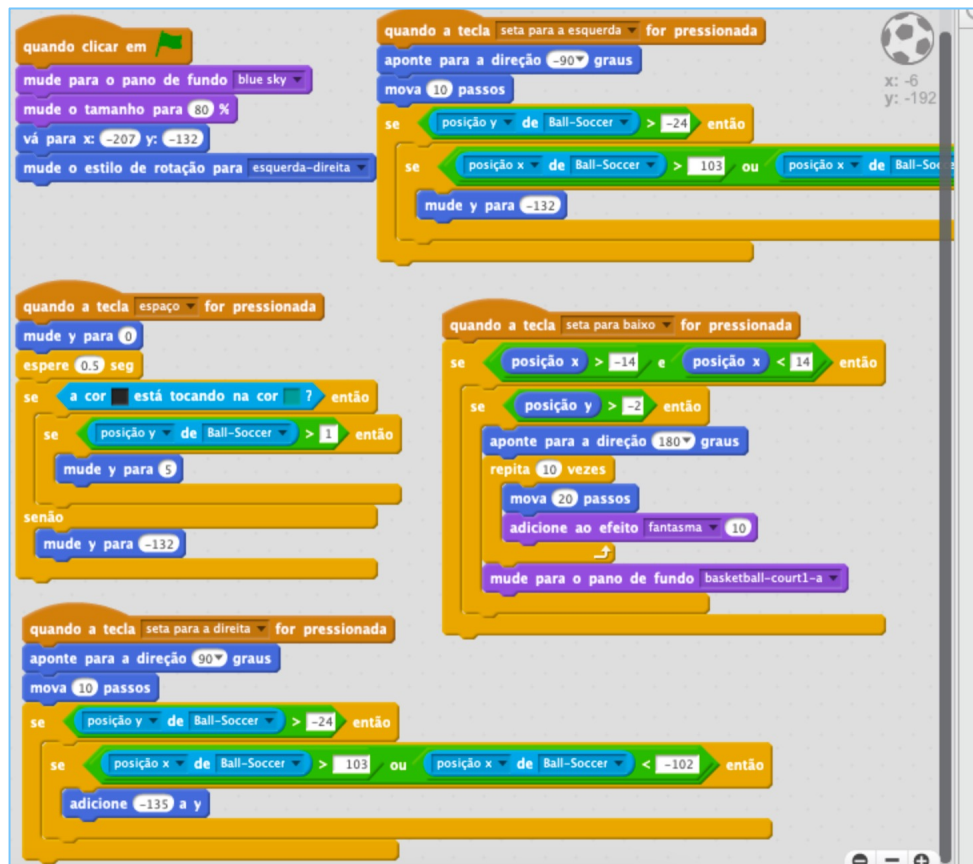 quando clicar em
mude para o pano de fundo blue sky
mude o tamanho para 80 %
vá para x: -207 y: -132
mude o estilo de rotação para esquerda-direita
quando a tecla seta para a esquerda for pressionada
aponte para a direção -90 graus
mova 10 passos
se posição y de Ball-Soccer > -24 então
se posição x de Ball-Soccer > 103 ou posição x de Ball-Soc
mude y para -132
x: -6
y: -192
quando a tecla espaço for pressionada
mude y para 0
espere 0.5 seg
se a cor está tocando na cor ? então
se posição y de Ball-Soccer > 1 então
mude y para 5
senão
mude y para -132
quando a tecla seta para baixo for pressionada
se posição x > -14 e posição x < 14 então
se posição y > -2 então
aponte para a direção 180 graus
repita 10 vezes
mova 20 passos
adicione ao efeito fantasma 10
mude para o pano de fundo basketball-court1-a
quando a tecla seta para a direita for pressionada
aponte para a direção 90 graus
mova 10 passos
se posição y de Ball-Soccer > -24 então
se posição x de Ball-Soccer > 103 ou posição x de Ball-Soccer < -102 então
adicione -135 a y